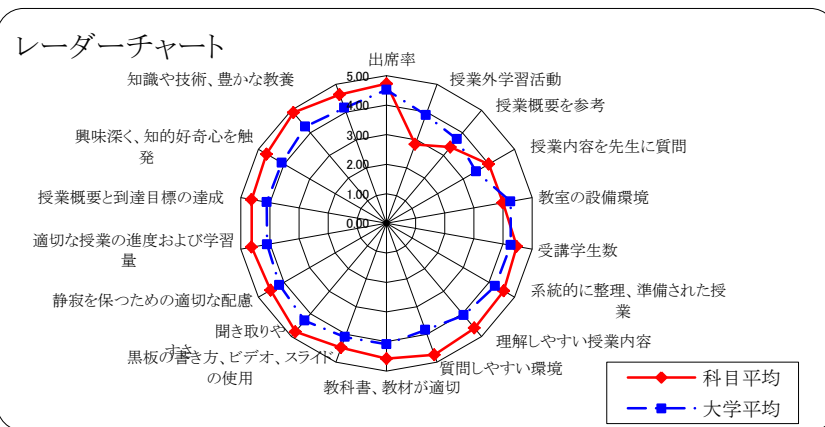 レーダーチャート
出席率
授業外学習活動
授業概要を参考
授業内容を先生に質問
教室の設備環境
受講学生数
系統的に整理、準備された授
業
理解しやすい授業内容
質問しやすい環境
教科書、教材が適切
黒板の書き方、ビデオ、スライド
の使用
聞き取りや
すさ
静寂を保つための適切な配慮
適切な授業の進度および学習
量
授業概要と到達目標の達成
興味深く、知的好奇心を触
発
知識や技術、豊かな教養
5.00
4.00
3.00
2.00
1.00
0.00
科目平均
大学平均